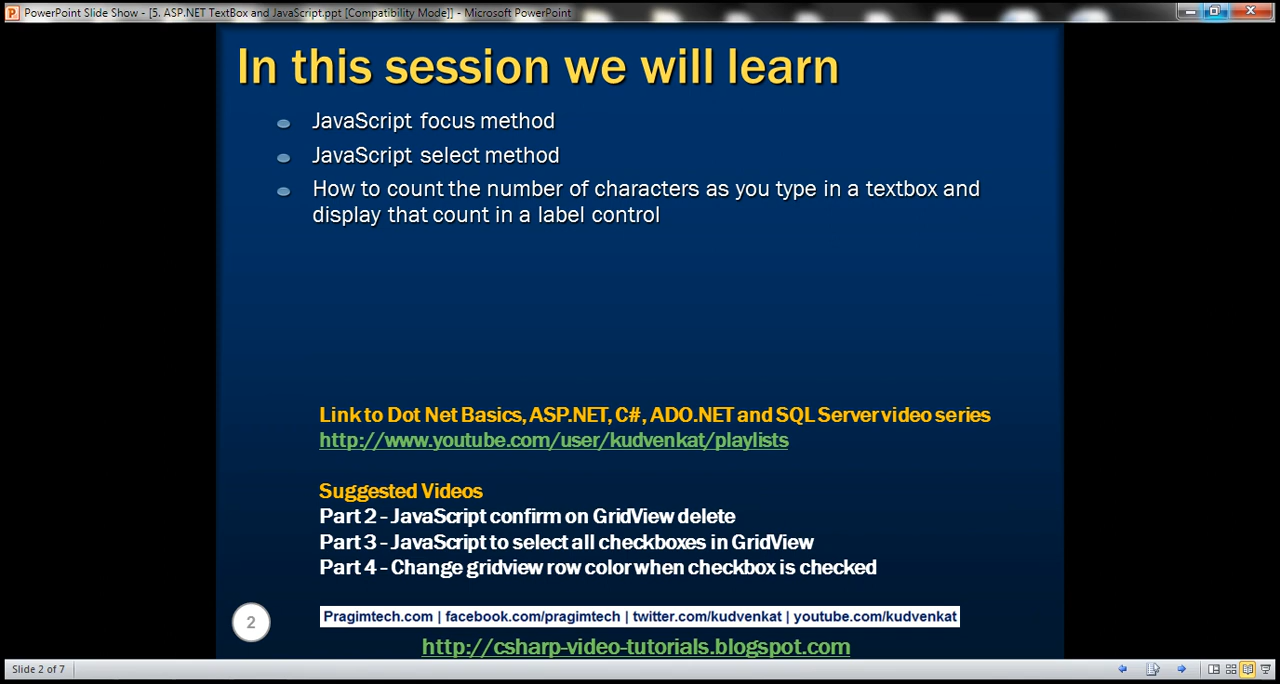 PowerPoint Slide Show - [5. ASP.NET TextBox and JavaScript.ppt [Compatibility Mode]] - Microsoft PowerPoint
In this session we will learn
JavaScript focus method
JavaScript select method
How to count the number of characters as you type in a textbox and
display that count in a label control
Link to Dot Net Basics, ASP.NET, C#, ADO.NET and SQL Server video series
http://www.youtube.com/user/kudvenkat/playlists
Suggested Videos
Part 2 - JavaScript confirm on GridView delete
Part 3 - JavaScript to select all checkboxes in GridView
Part 4 - Change gridview row color when checkbox is checked
2
Pragimtech.com | facebook.com/pragimtech | twitter.com/kudvenkat | youtube.com/kudvenkat
http://csharp-video-tutorials.blogspot.com
Slide 2 of 7